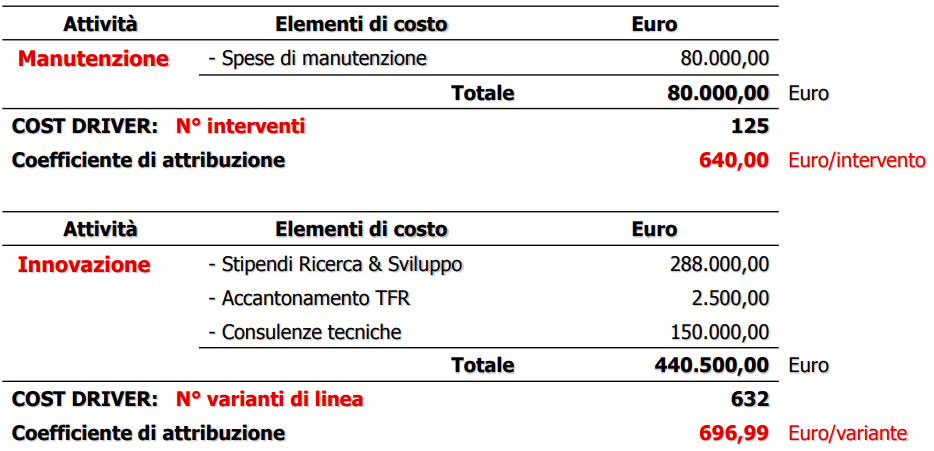 Attività Elementi di costo Euro
Manutenzione - Spese di manutenzione 80.000,00
Totale 80.000,00 Euro
COST DRIVER: N° interventi 125
Coefficiente di attribuzione 640,00 Euro/intervento
Attività Elementi di costo Euro
Innovazione - Stipendi Ricerca & Sviluppo 288.000,00
- Accantonamento TFR 2.500,00
- Consulenze tecniche 150.000,00
Totale 440.500,00 Euro
COST DRIVER: N° varianti di linea 632
Coefficiente di attribuzione 696,99 Euro/variante